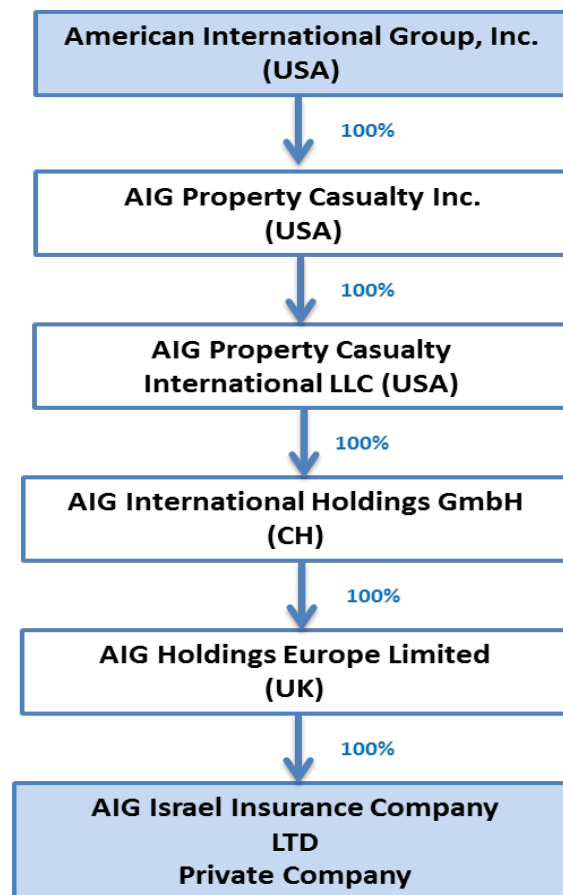 American International Group, Inc.
(USA)
100%
AIG Property Casualty Inc.
(USA)
100%
AIG Property Casualty
International LLC (USA)
100%
AIG International Holdings GmbH
(CH)
100%
AIG Holdings Europe Limited
(UK)
100%
AIG Israel Insurance Company
LTD
Private Company